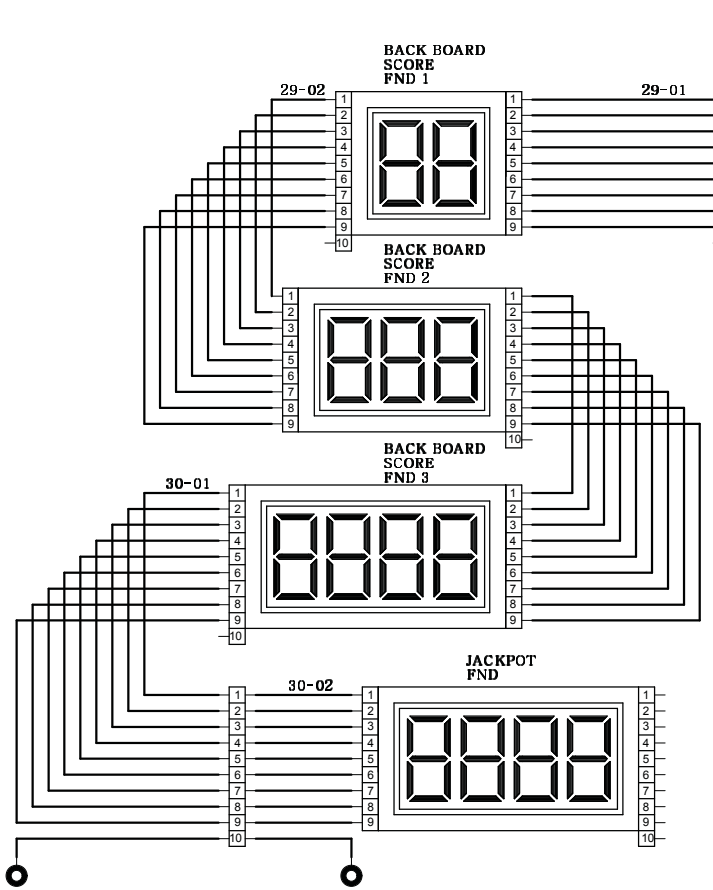 BACK BOARD
SCORE
FND 1
29-02
29-01
1 1
2 2
3 3
4 4
5 5
6 6
7 7
8 8
9 9
10
BACK BOARD
SCORE
FND 2
1 1
2 2
3 3
4 4
5 5
6 6
7 7
8 8
9 9
10
BACK BOARD
SCORE
FND 3
30-01
1 1
2 2
3 3
4 4
5 5
6 6
7 7
8 8
9 9
10
JACKPOT
FND
30-02
1 1 1
2 2 2
3 3 3
4 4 4
5 5 5
6 6 6
7 7 7
8 8 8
9 9 9
10 10